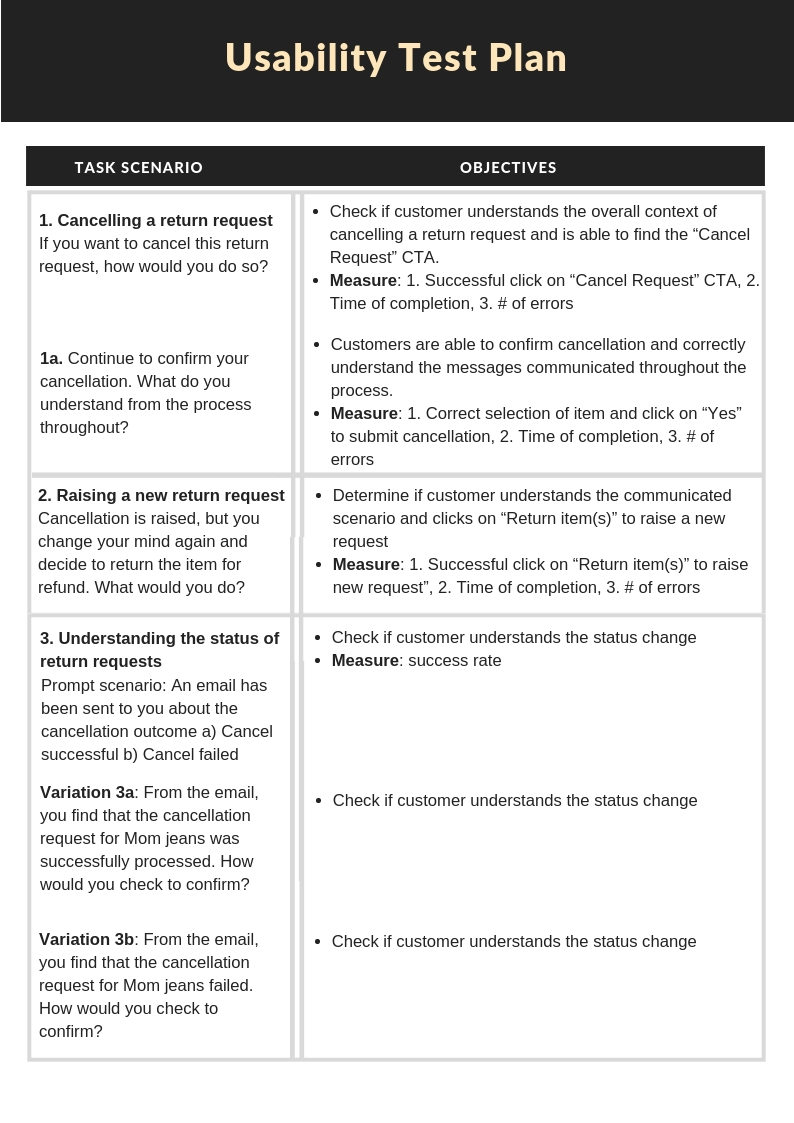 Usability Test Plan
TASK SCENARIO
OBJECTIVES
1. Cancelling a return request
If you want to cancel this return
request, how would you do so?
• Check if customer understands the overall context of
cancelling a return request and is able to find the “Cancel
Request” CTA.
• Measure: 1. Successful click on “Cancel Request” CTA, 2.
Time of completion, 3. # of errors
1a. Continue to confirm your
cancellation. What do you
understand from the process
throughout?
• Customers are able to confirm cancellation and correctly
understand the messages communicated throughout the
process.
• Measure: 1. Correct selection of item and click on “Yes”
to submit cancellation, 2. Time of completion, 3. # of
errors
2. Raising a new return request
Cancellation is raised, but you
change your mind again and
decide to return the item for
refund. What would you do?
• Determine if customer understands the communicated
scenario and clicks on “Return item(s)” to raise a new
request
• Measure: 1. Successful click on “Return item(s)” to raise
new request”, 2. Time of completion, 3. # of errors
3. Understanding the status of
return requests
Prompt scenario: An email has
been sent to you about the
cancellation outcome a) Cancel
successful b) Cancel failed
• Check if customer understands the status change
• Measure: success rate
Variation 3a: From the email,
you find that the cancellation
request for Mom jeans was
successfully processed. How
would you check to confirm?
• Check if customer understands the status change
Variation 3b: From the email,
you find that the cancellation
request for Mom jeans failed.
How would you check to
confirm?
• Check if customer understands the status change